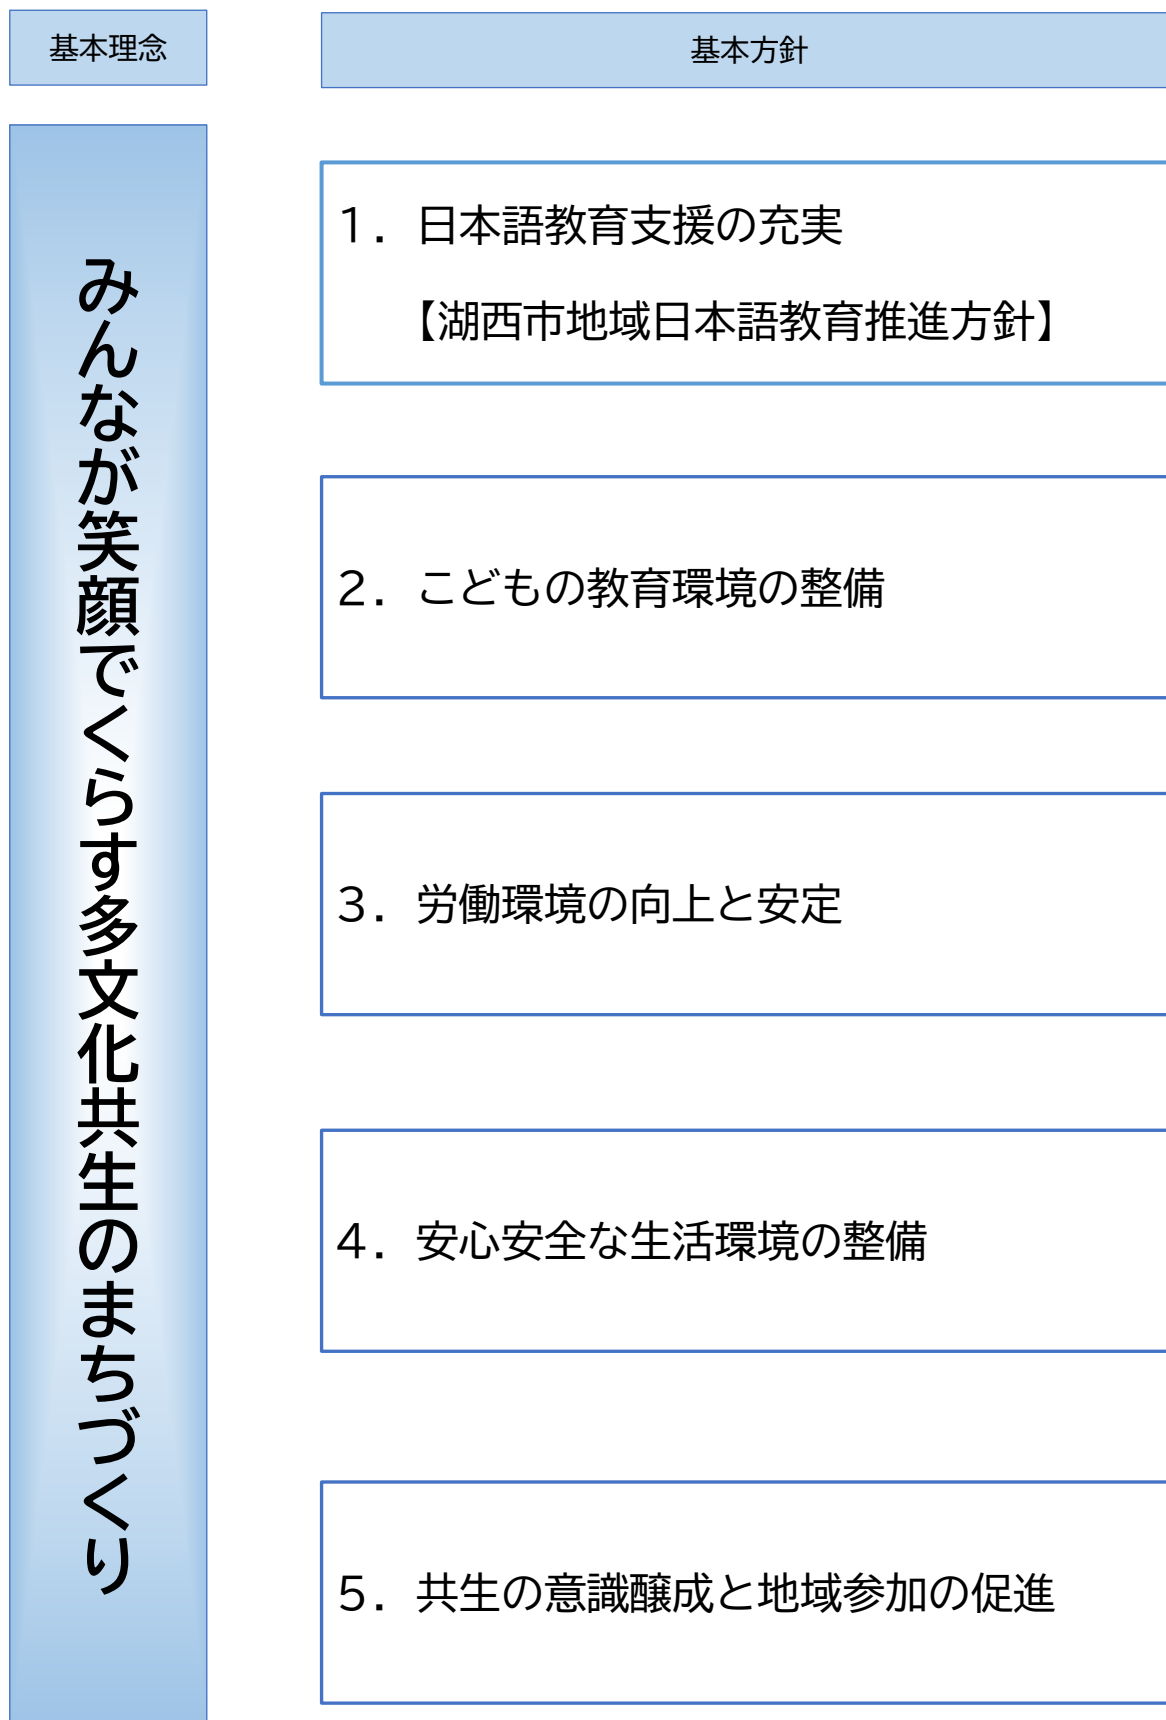 基本理念
基本方針
みんなが笑顔でくらす多文化共生のまちづくり
１．日本語教育支援の充実
【湖西市地域日本語教育推進方針】
２．こどもの教育環境の整備
３．労働環境の向上と安定
４．安心安全な生活環境の整備
５．共生の意識醸成と地域参加の促進